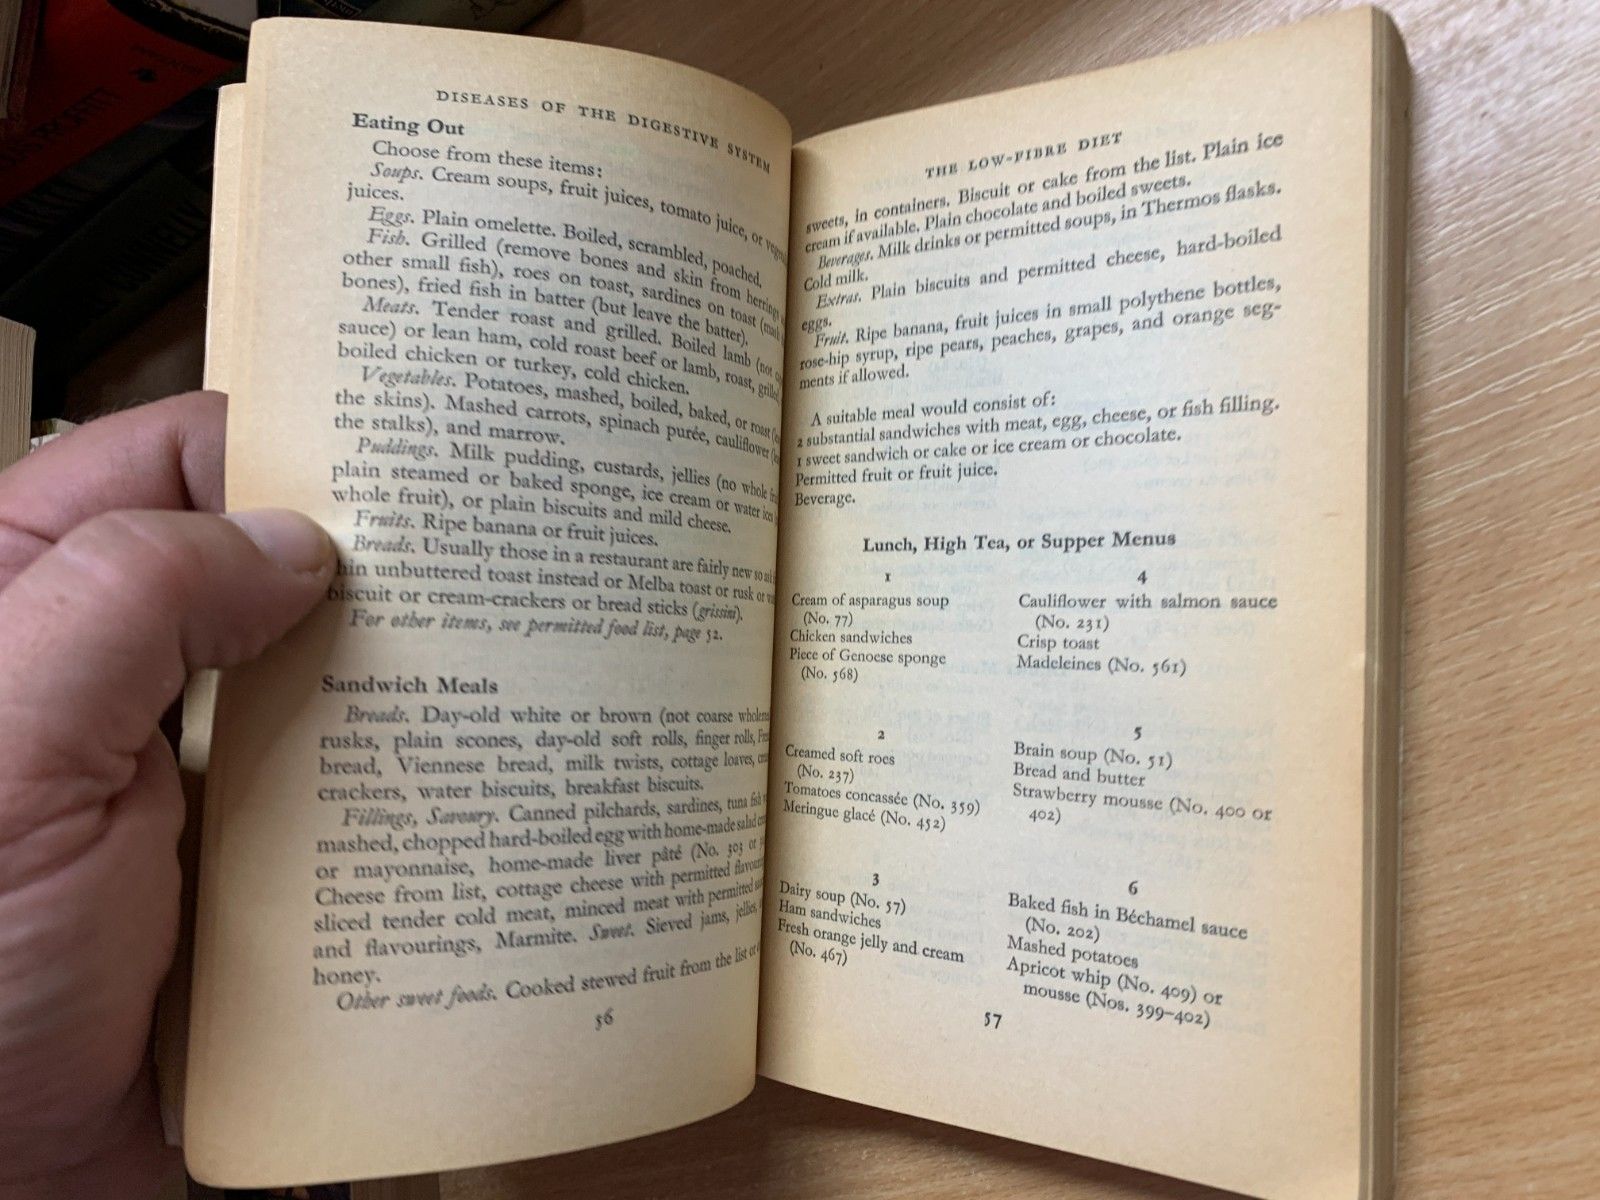 DISEASES OF THE DIGESTIVE SYSTEM
Eating Out
Choose from these items:
Soups. Cream soups, fruit juices, tomato juice, or
juices.
Eggs. Plain omelette. Boiled, scrambled, poached.
Fish. Grilled (remove bones and skin from herrings
other small fish), roes on toast, sardines on toast
bones), fried fish in batter (but leave the batter).
Meats. Tender roast and grilled. Boiled lamb (not
sauce) or lean ham, cold roast beef or lamb, roast,
boiled chicken or turkey, cold chicken.
Vegetables. Potatoes, mashed, boiled, baked, or roast
the skins). Mashed carrots, spinach purée, cauliflower
the stalks), and marrow.
Puddings. Milk pudding, custards, jellies (no whole
plain steamed or baked sponge, ice cream or water
whole fruit), or plain biscuits and mild cheese.
Fruits. Ripe banana or fruit juices.
Breads. Usually those in a restaurant are fairly new so
unbuttered toast instead or Melba toast or rusk or
biscuit or cream-crackers or bread sticks (grissini).
For other items, see permitted food list, page 52.
Sandwich Meals
Breads. Day-old white or brown (not coarse
rusks, plain scones, day-old soft rolls, finger rolls,
bread, Viennese bread, milk twists, cottage loaves,
crackers, water biscuits, breakfast biscuits.
Fillings, Savoury. Canned pilchards, sardines, tuna fish
mashed, chopped hard-boiled egg with home-made salad
or mayonnaise, home-made liver pâté (No. 303 or
Cheese from list, cottage cheese with permitted
sliced tender cold meat, minced meat with permitted
and flavourings, Marmite. Sweet. Sieved jams, jellies,
honey.
Other sweet foods. Cooked stewed fruit from the list or
56
THE LOW-FIBRE DIET
sweets, in containers. Biscuit or cake from the list. Plain ice
cream if available. Plain chocolate and boiled sweets.
Beverages. Milk drinks or permitted soups, in Thermos flasks.
Cold milk.
Extras. Plain biscuits and permitted cheese, hard-boiled
eggs.
Fruit. Ripe banana, fruit juices in small polythene bottles,
rose-hip syrup, ripe pears, peaches, grapes, and orange seg-
ments if allowed.
A suitable meal would consist of:
2 substantial sandwiches with meat, egg, cheese, or fish filling.
1 sweet sandwich or cake or ice cream or chocolate.
Permitted fruit or fruit juice.
Beverage.
Lunch, High Tea, or Supper Menus
1
Cream of asparagus soup
(No. 77)
Chicken sandwiches
Piece of Genoese sponge
(No. 568)
2
Creamed soft roes
(No. 237)
Tomatoes concassée (No. 359)
Meringue glacé (No. 452)
3
Dairy soup (No. 57)
Ham sandwiches
Fresh orange jelly and cream
(No. 467)
4
Cauliflower with salmon sauce
(No. 231)
Crisp toast
Madeleines (No. 561)
5
Brain soup (No. 51)
Bread and butter
Strawberry mousse (No. 400 or
402)
6
Baked fish in Béchamel sauce
(No. 202)
Mashed potatoes
Apricot whip (No. 409) or
mousse (Nos. 399–402)
57